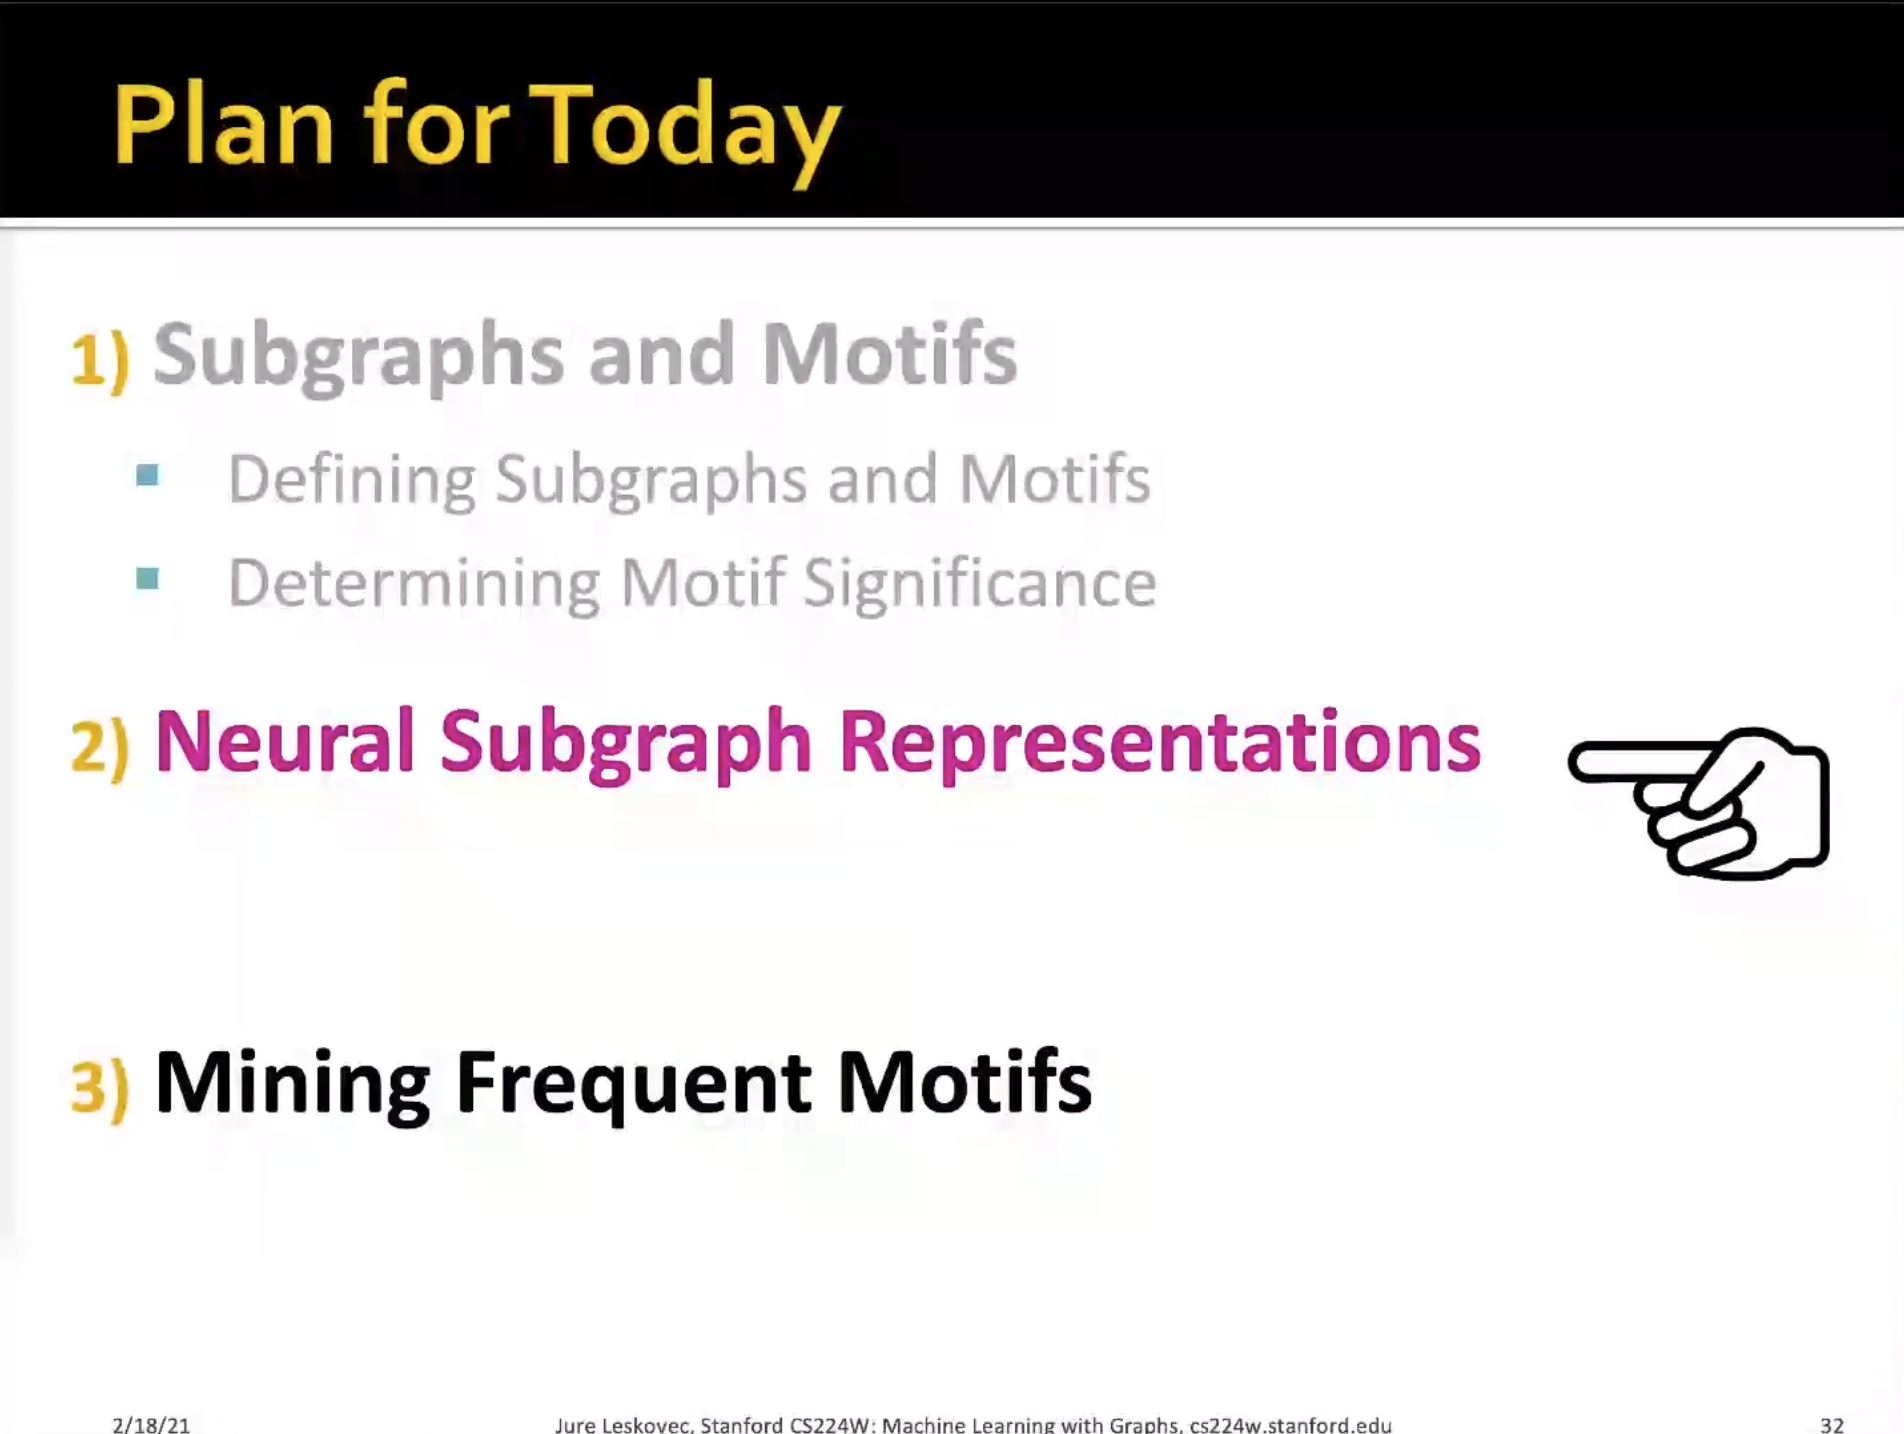 Plan for Today
1) Subgraphs and Motifs
▪ Defining Subgraphs and Motifs
▪ Determining Motif Significance
2) Neural Subgraph Representations
3) Mining Frequent Motifs
2/18/21 Jure Leskovec, Stanford CS224W: Machine Learning with Graphs, cs224w.stanford.edu 32